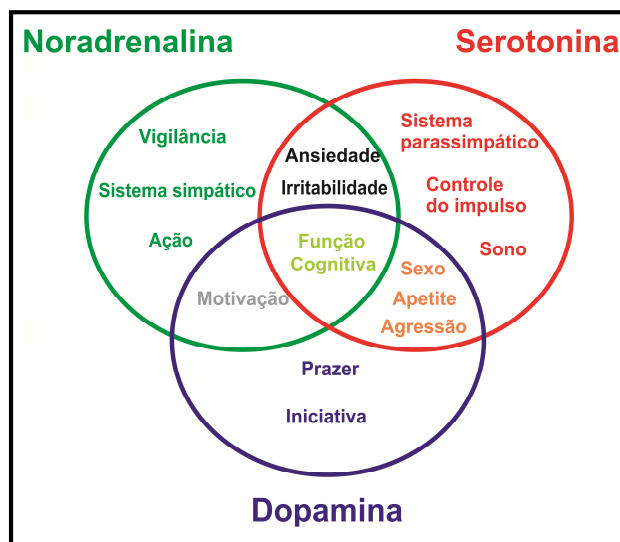 Noradrenalina
Serotonina
Vigilância
Sistema simpático
Ação
Ansiedade
Irritabilidade
Sistema
parassimpático
Controle
do impulso
Sono
Função
Cognitiva
Motivação
Sexo
Apetite
Agressão
Prazer
Iniciativa
Dopamina